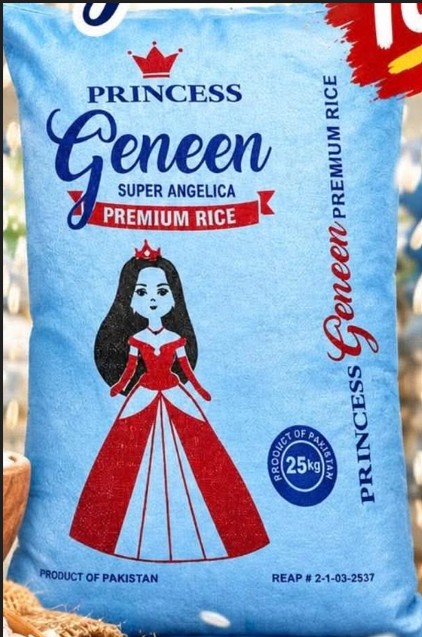 PRINCESS
Geneen
SUPER ANGELICA
PREMIUM RICE
PRINCESS Geneen PREMIUM RICE
PRODUCT OF PAKISTAN
25kg
PRODUCT OF PAKISTAN
REAP # 2-1-03-2537